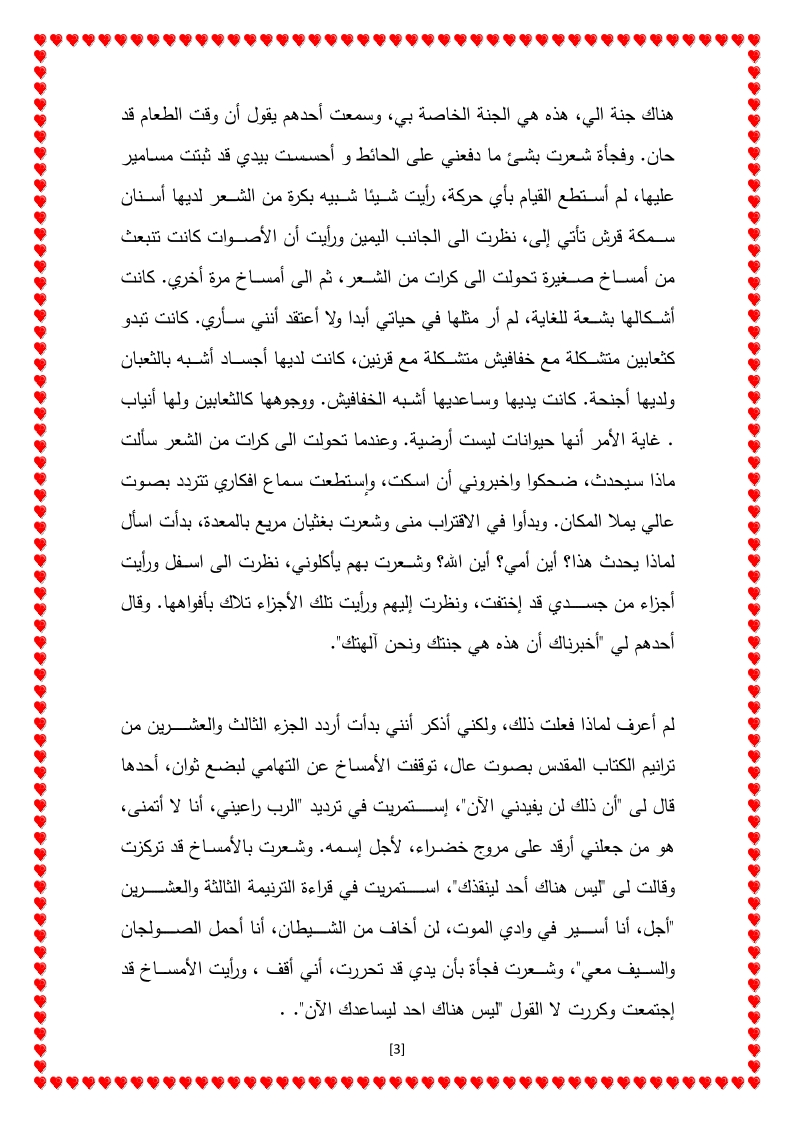 هناك جنة الي، هذه هي الجنة الخاصة بي، وسمعت أحدهم يقول أن وقت الطعام قد
حان. وفجأة شعرت بشئ ما دفعني على الحائط و أحسست بيدي قد ثبتت مسامير
عليها، لم أستطع القيام بأي حركة، رأيت شيئا شبيه بكرة من الشعر لديها أسنان
سمكة قرش تأتي إلى، نظرت الى الجانب اليمين ورأيت أن الأصوات كانت تنبعث
من أمساخ صغيرة تحولت الى كرات من الشعر، ثم الى أمساخ مرة أخري. كانت
أشكالها بشعة للغاية، لم أر مثلها في حياتي أبدا ولا أعتقد أنني سأري. كانت تبدو
كثعابين متشكلة مع خفافيش متشكلة مع قرنين، كانت لديها أجساد أشبه بالثعبان
ولديها أجنحة. كانت يديها وساعديها أشبه الخفافيش. ووجوهها كالثعابين ولها أنياب
. غاية الأمر أنها حيوانات ليست أرضية. وعندما تحولت الى كرات من الشعر سألت
ماذا سيحدث، ضحكوا واخبروني أن اسكت، وإستطعت سماع افكاري تتردد بصوت
عالي يملا المكان. وبدأوا في الاقتراب منى وشعرت بغثيان مريع بالمعدة، بدأت اسأل
لماذا يحدث هذا؟ أين أمي؟ أين الله؟ وشعرت بهم يأكلوني، نظرت الى اسفل ورأيت
أجزاء من جسدي قد إختفت، ونظرت إليهم ورأيت تلك الأجزاء تلاك بأفواهها. وقال
أحدهم لي "أخبرناك أن هذه هي جنتك ونحن آلهتك".
لم أعرف لماذا فعلت ذلك، ولكني أذكر أنني بدأت أردد الجزء الثالث والعشرين من
ترانيم الكتاب المقدس بصوت عال، توقفت الأمساخ عن التهامي لبضع ثوان، أحدها
قال لى "أن ذلك لن يفيدني الآن"، إستمريت في ترديد "الرب راعيني، أنا لا أتمنى،
هو من جعلني أرقد على مروج خضراء، لأجل إسمه. وشعرت بالأمساخ قد تركزت
وقالت لى "ليس هناك أحد لينقذك"، استمريت في قراءة الترنيمة الثالثة والعشرين
"أجل، أنا أسير في وادي الموت، لن أخاف من الشيطان، أنا أحمل الصولجان
والسيف معي"، وشعرت فجأة بأن يدي قد تحررت، أني أقف ، ورأيت الأمساخ قد
إجتمعت وكررت لا القول "ليس هناك احد ليساعدك الآن". .
[3]